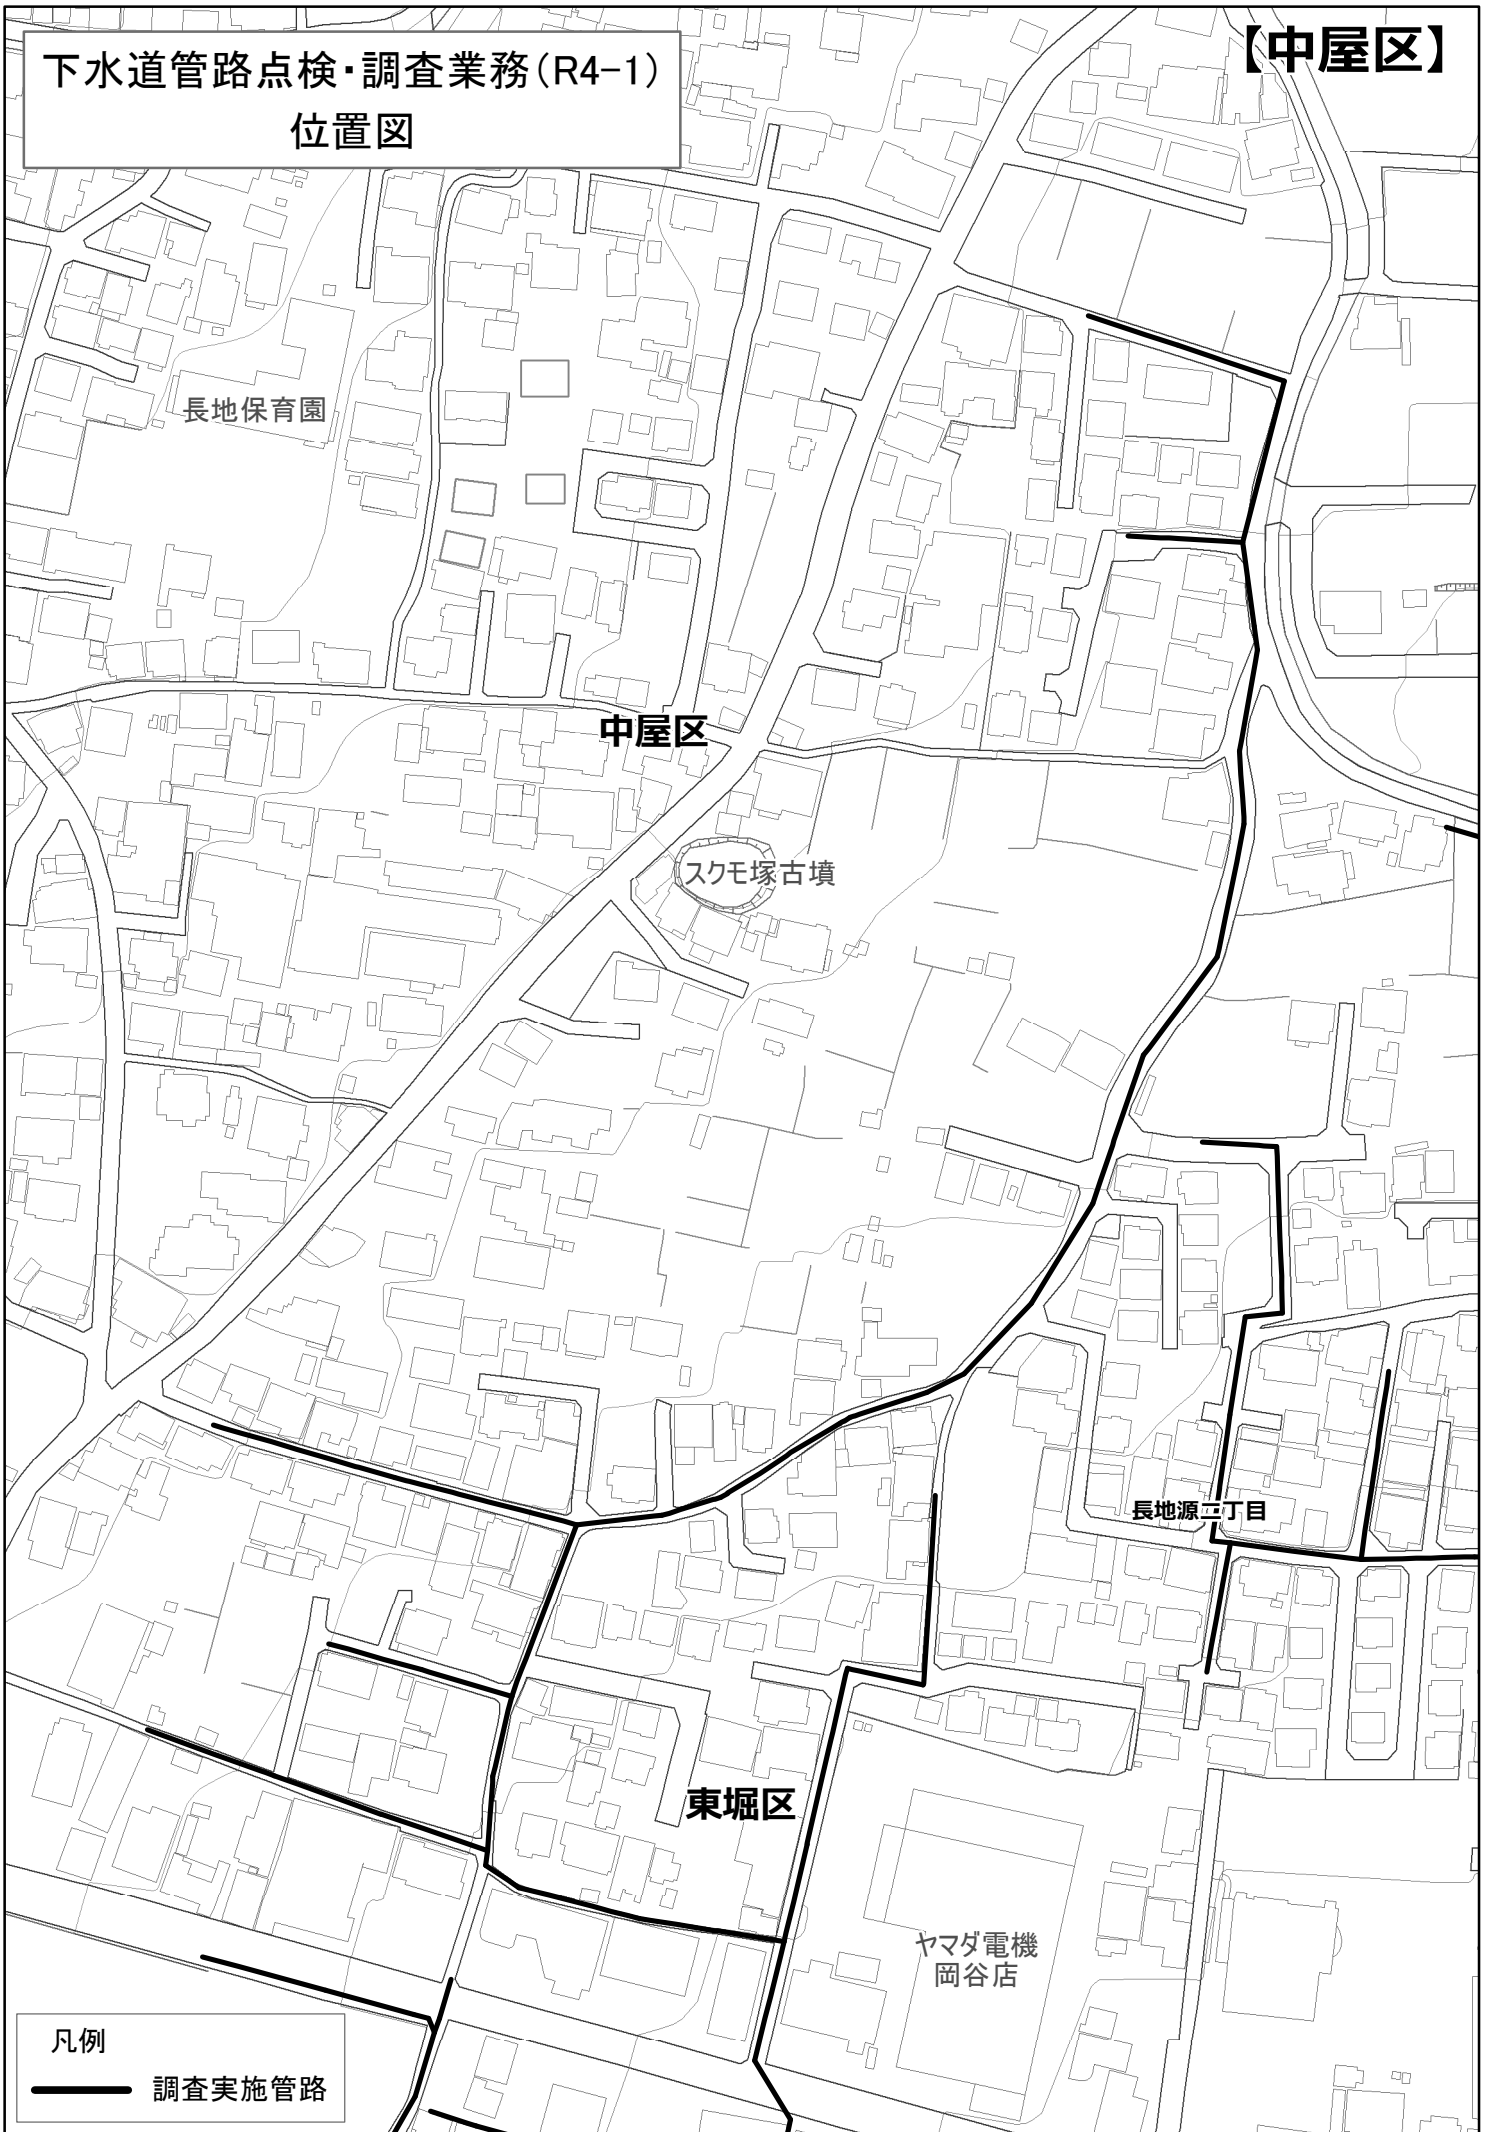 下水道管路点検・調査業務(R4-1)
位置図
【中屋区】
長地保育園
中屋区
スクモ塚古墳
長地源三丁目
東堀区
ヤマダ電機
岡谷店
凡例
調査実施管路